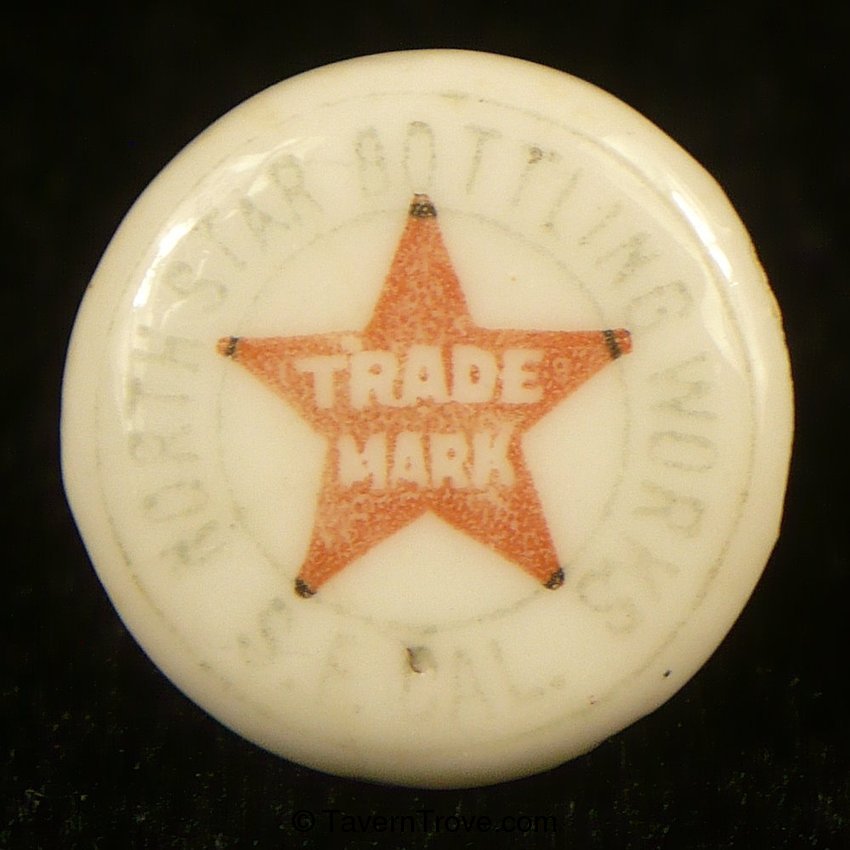 NORTH STAR BOTTLING WORKS
TRADE
MARK
S.F. CAL.
© TavernTrove.com